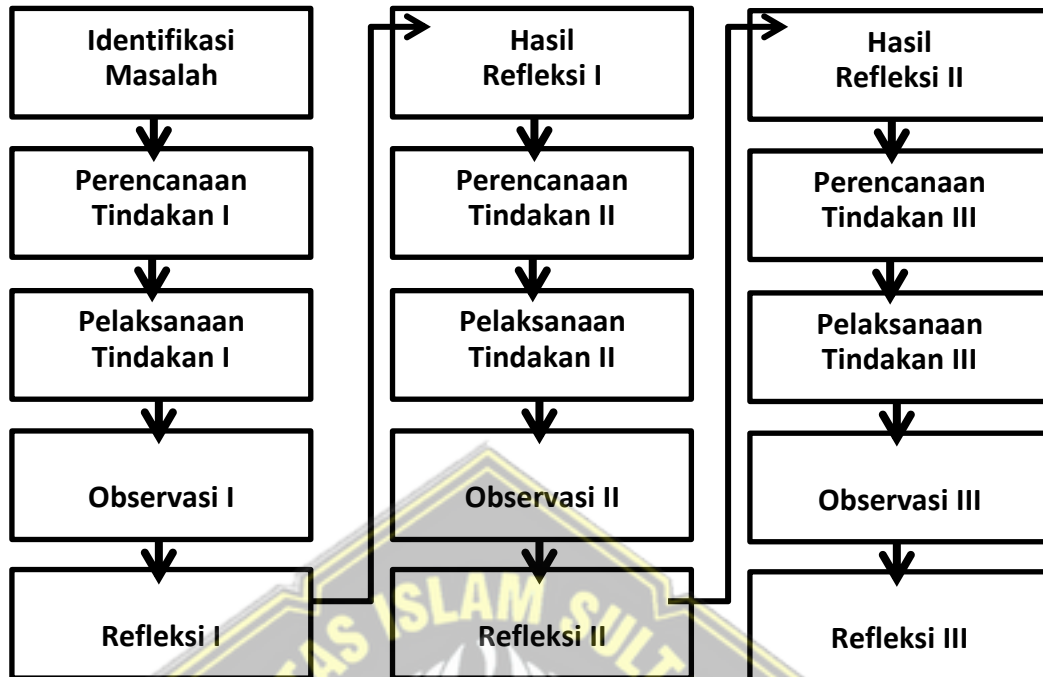 Identifikasi
Masalah
Perencanaan
Tindakan I
Pelaksanaan
Tindakan I
Observasi I
Refleksi I
Hasil
Refleksi I
Perencanaan
Tindakan II
Pelaksanaan
Tindakan II
Observasi II
Refleksi II
Hasil
Refleksi II
Perencanaan
Tindakan III
Pelaksanaan
Tindakan III
Observasi III
Refleksi III
ISLAM